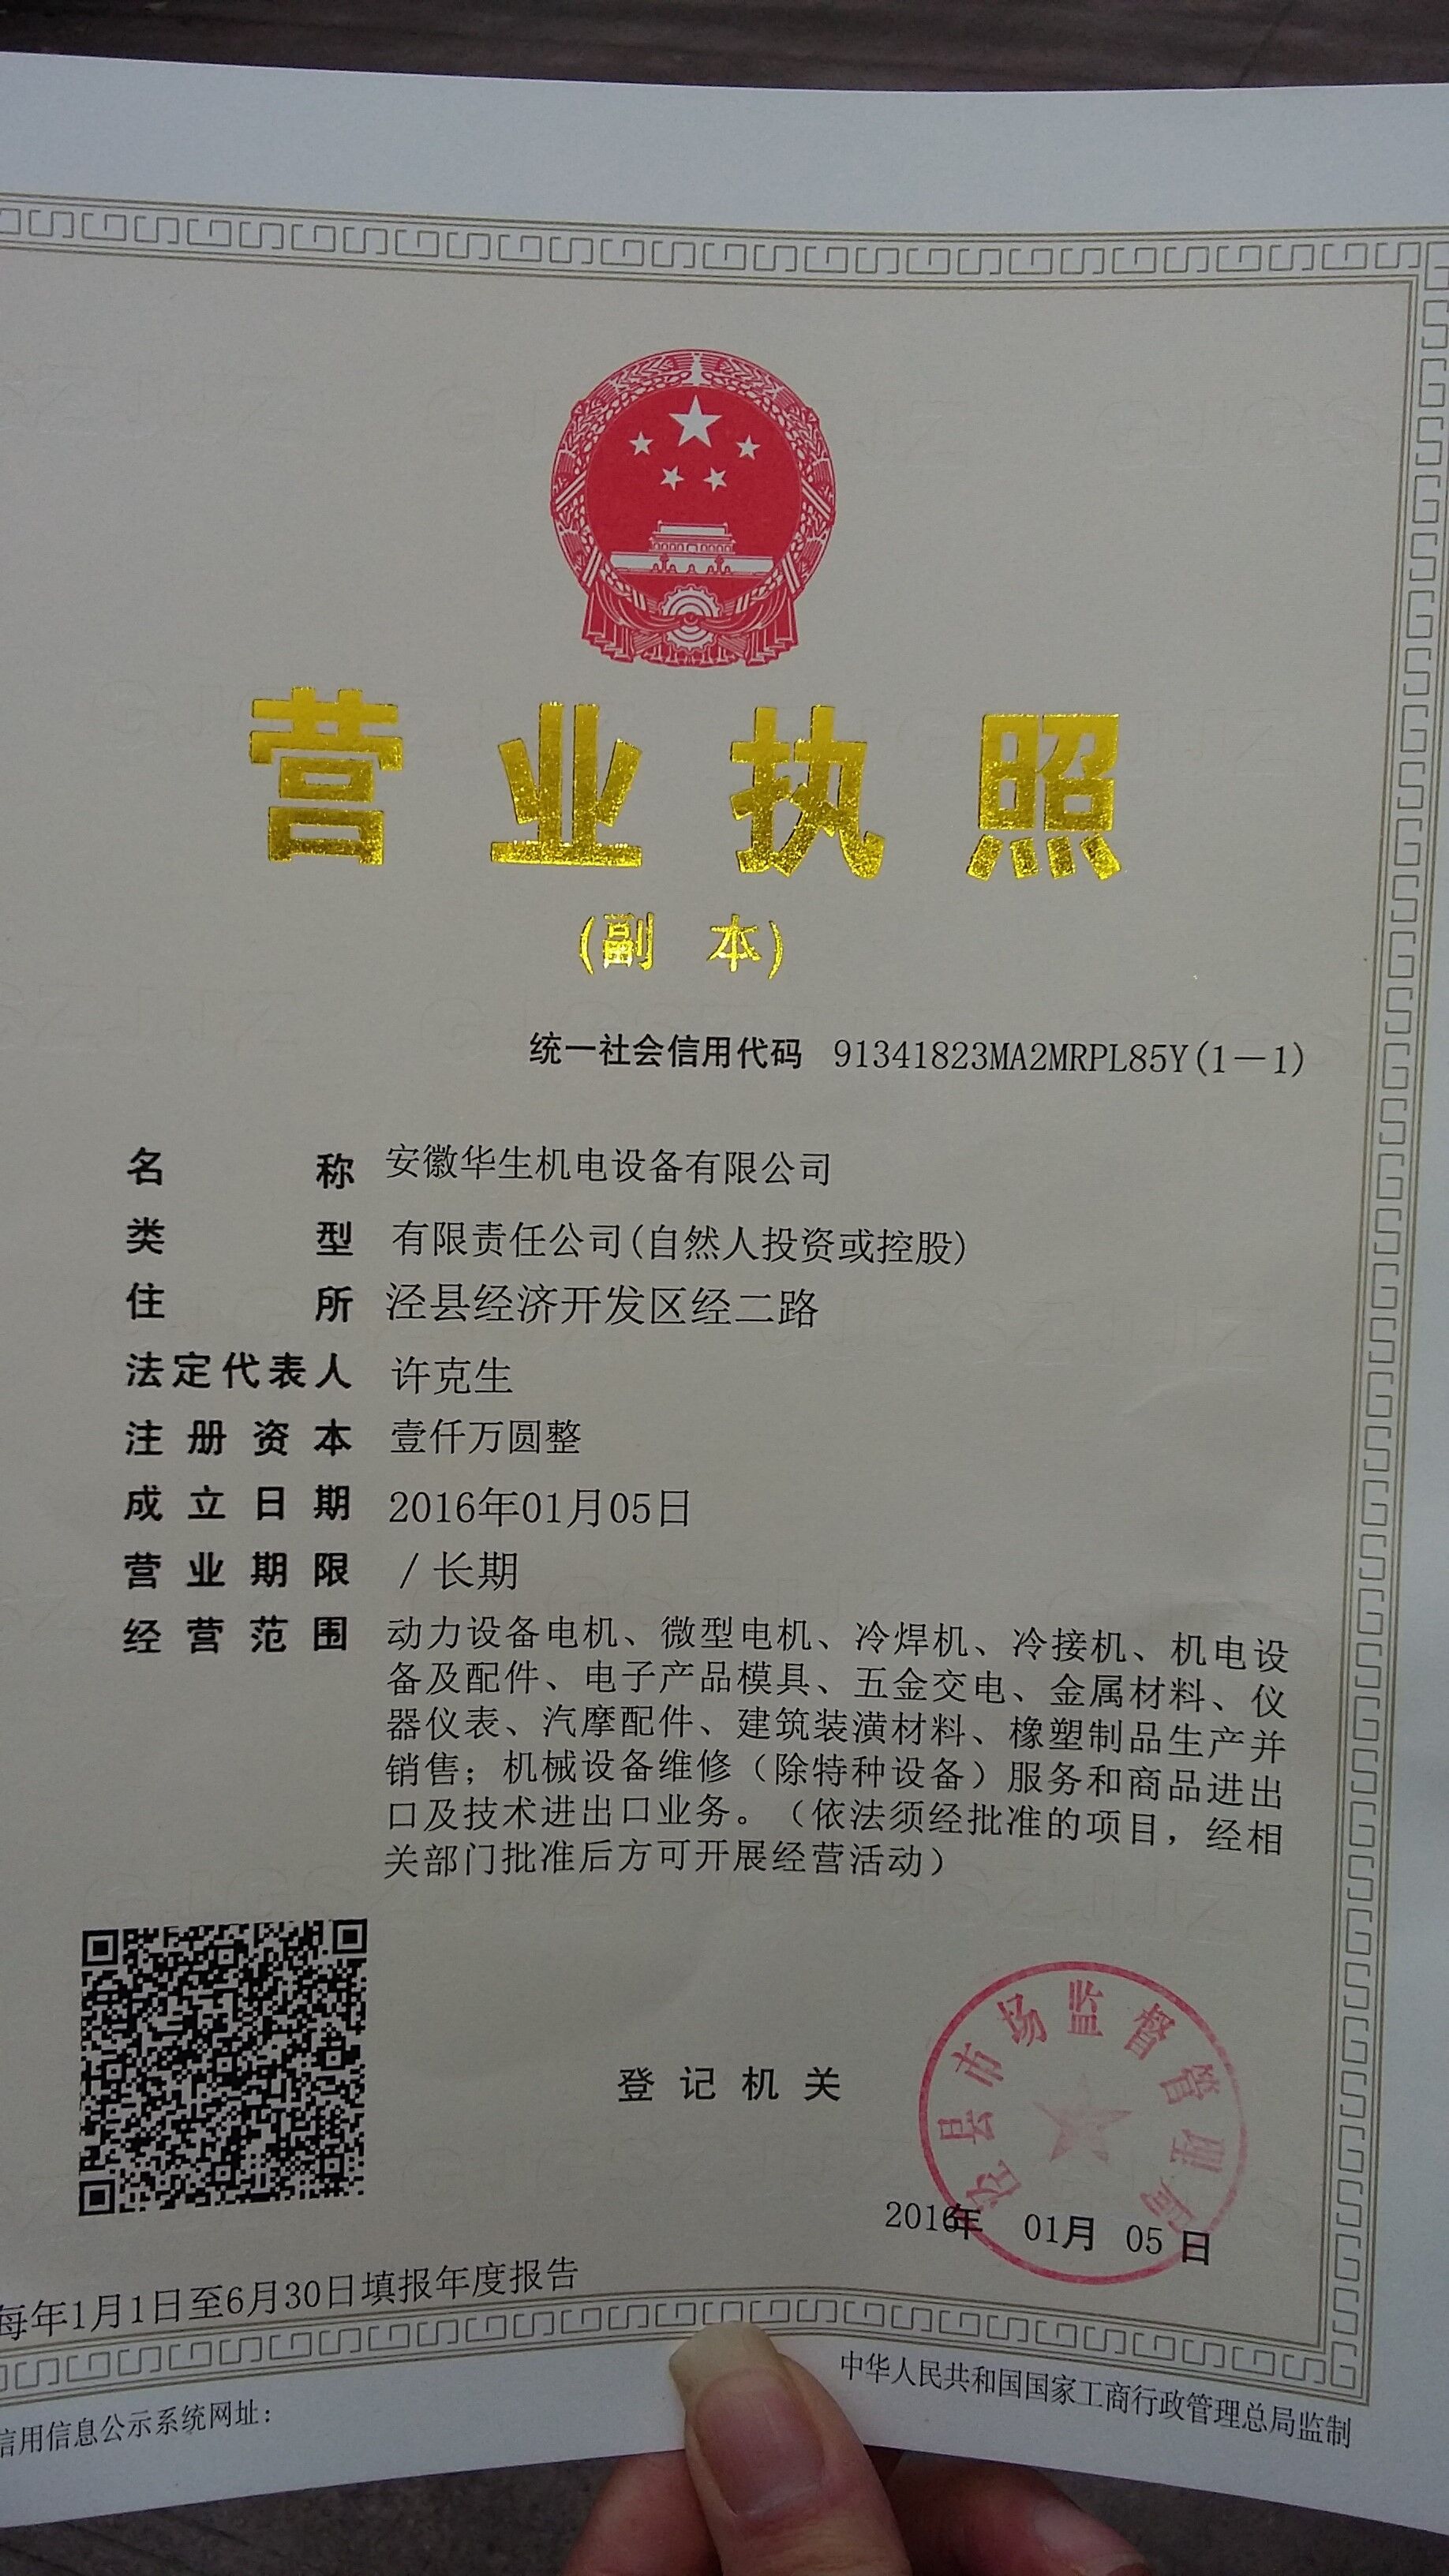 营业执照
(副 本)
统一社会信用代码 91341823MA2MRPL85Y(1－1)
名称 安徽华生机电设备有限公司
类型 有限责任公司(自然人投资或控股)
住所 泾县经济开发区经二路
法定代表人 许克生
注册资本 壹仟万圆整
成立日期 2016年01月05日
营业期限 / 长期
经营范围 动力设备电机、微型电机、冷焊机、冷接机、机电设
备及配件、电子产品模具、五金交电、金属材料、仪
器仪表、汽摩配件、建筑装潢材料、橡塑制品生产并
销售；机械设备维修（除特种设备）服务和商品进出
口及技术进出口业务。（依法须经批准的项目，经相
关部门批准后方可开展经营活动）
泾县市场监督管理局
登记机关
2016年 01月 05日
每年1月1日至6月30日填报年度报告
信用信息公示系统网址：
中华人民共和国国家工商行政管理总局监制